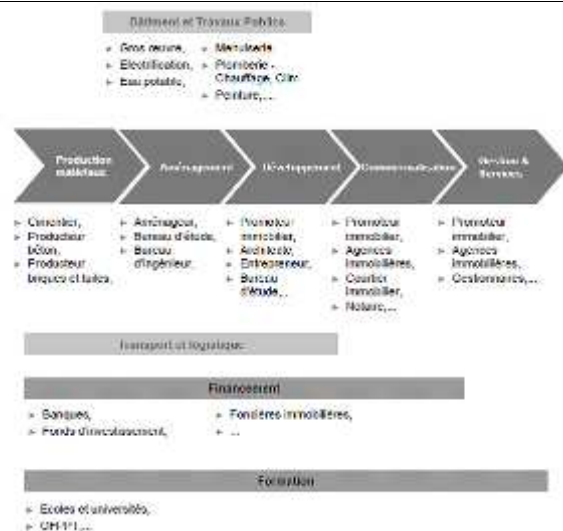 Bâtiment et Travaux Publics
► Gros œuvre,
► Electrification,
► Eau potable,
► Menuiserie
► Plomberie -
Chauffage, Clim
► Peinture,...
Production
matériaux
Aménagement
Développement
Commercialisation
Gestion &
Services
► Cimentier,
► Producteur
béton,
► Producteur
briques et tuiles,
► Aménageur,
► Bureau d'étude,
► Bureau
d'ingénieur,
► Promoteur
immobilier,
► Architecte,
► Entrepreneur,
► Bureau
d'étude,...
► Promoteur
immobilier,
► Agences
immobilières,
► Courtier
immobilier,
► Notaire,...
► Promoteur
immobilier,
► Agences
immobilières,
► Gestionnaires,...
Transport et logistique
Financement
► Banques,
► Fonds d'investissement,
► Foncières immobilières,
► ...
Formation
► Ecoles et universités,
► OFPPT,...